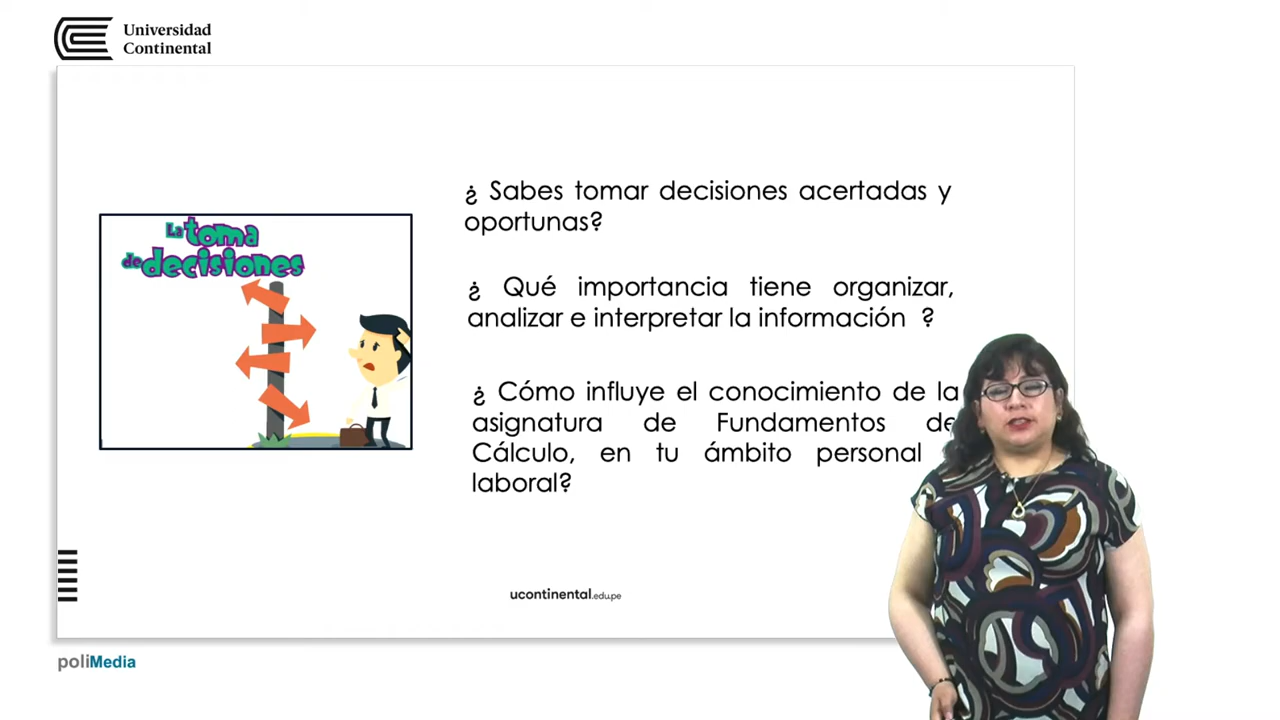 Universidad
Continental
La toma
de decisiones
¿ Sabes tomar decisiones acertadas y
oportunas?
¿ Qué importancia tiene organizar,
analizar e interpretar la información ?
¿ Cómo influye el conocimiento de la
asignatura de Fundamentos de
Cálculo, en tu ámbito personal
laboral?
ucontinental.edu.pe
poliMedia